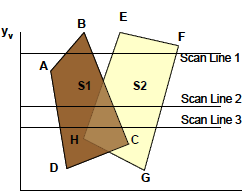 B
E
yv
F
A
Scan Line 1
S1
S2
Scan Line 2
Scan Line 3
H
C
D
G